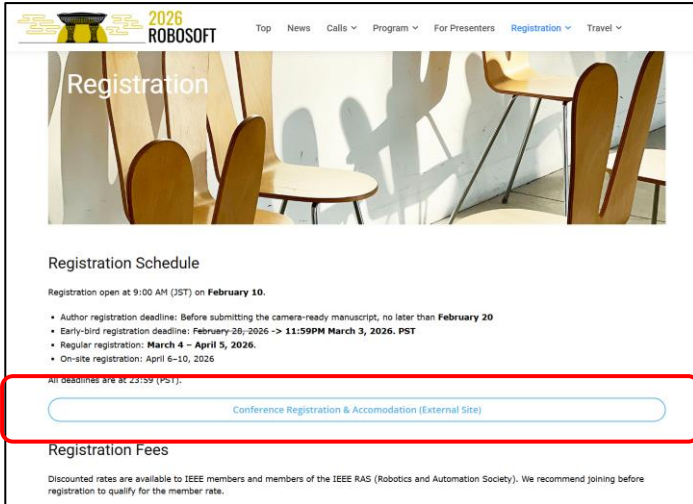 2026
ROBOSOFT
Top News Calls Program For Presenters Registration Travel
Registration
Registration Schedule
Registration open at 9:00 AM (JST) on February 10.
• Author registration deadline: Before submitting the camera-ready manuscript, no later than February 20
• Early-bird registration deadline: February 28, 2026 -> 11:59PM March 3, 2026. PST
• Regular registration: March 4 – April 5, 2026.
• On-site registration: April 6–10, 2026
All deadlines are at 23:59 (PST).
Conference Registration & Accomodation (External Site)
Registration Fees
Discounted rates are available to IEEE members and members of the IEEE RAS (Robotics and Automation Society). We recommend joining before
registration to qualify for the member rate.